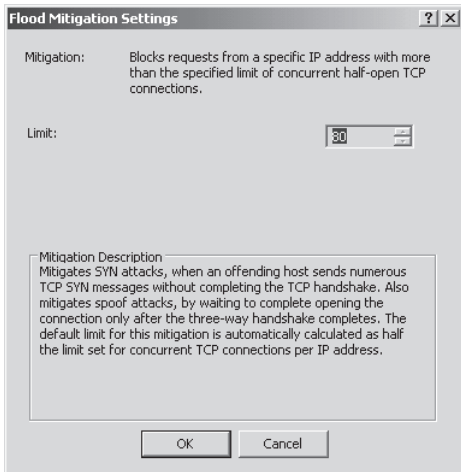 Flood Mitigation Settings
Mitigation:
Blocks requests from a specific IP address with more
than the specified limit of concurrent half-open TCP
connections.
Limit:
80
Mitigation Description
Mitigates SYN attacks, when an offending host sends numerous
TCP SYN messages without completing the TCP handshake. Also
mitigates spoof attacks, by waiting to complete opening the
connection only after the three-way handshake completes. The
default limit for this mitigation is automatically calculated as half
the limit set for concurrent TCP connections per IP address.
OK
Cancel